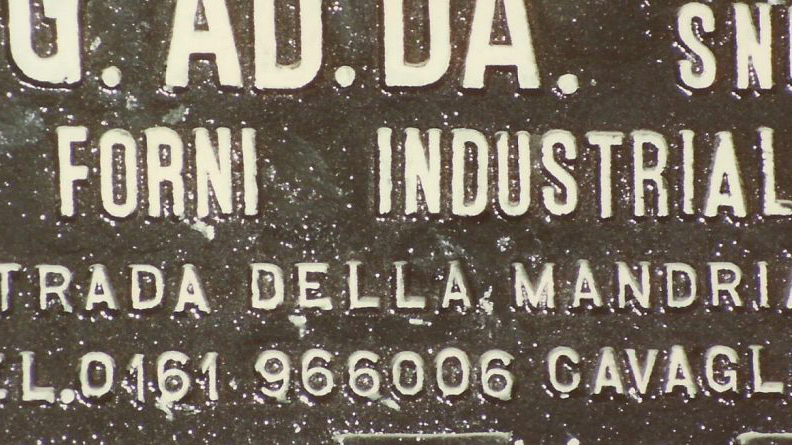 G. AD.DA. SN
FORNI INDUSTRIAL
TRADA DELLA MANDRIA
EL.0161 966006 CAVAGL